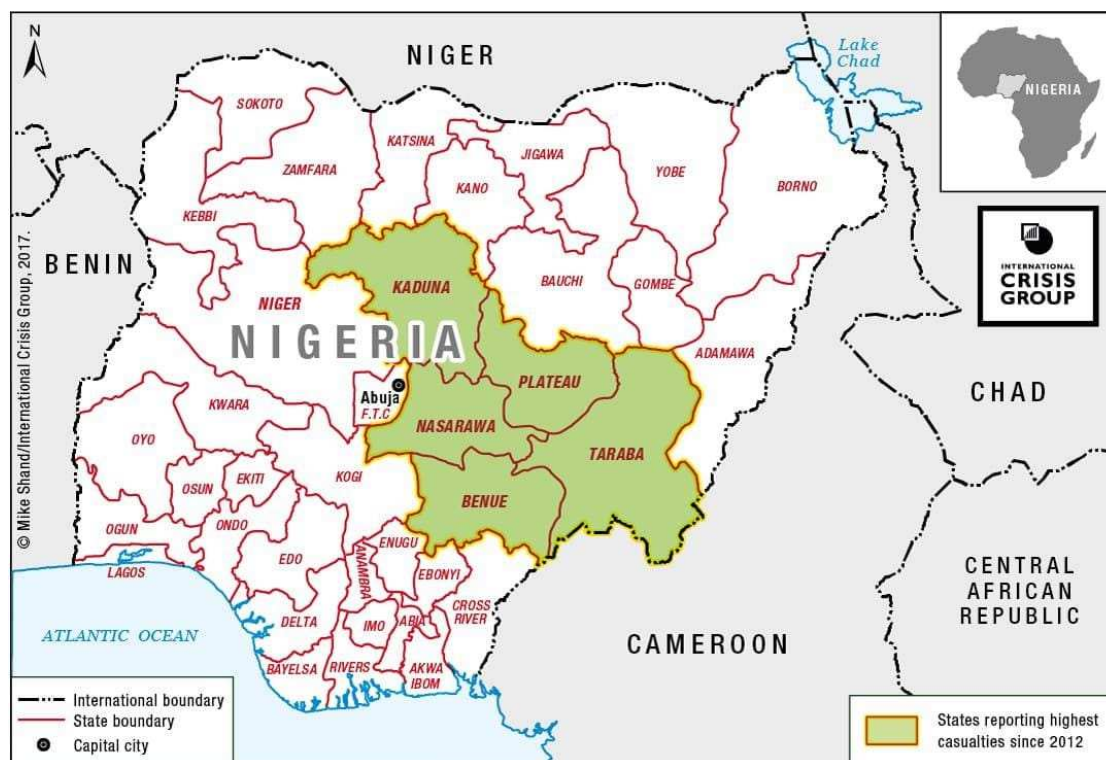 N
NIGER
Lake
Chad
NIGERIA
SOKOTO
KATSINA
JIGAWA
ZAMFARA
YOBE
KANO
BORNO
KEBBI
BENIN
INTERNATIONAL
CRISIS
GROUP
KADUNA
BAUCHI
GOMBE
NIGER
NIGERIA
ADAMAWA
PLATEAU
Abuja
F.T.C
CHAD
KWARA
NASARAWA
OYO
TARABA
KOGI
OSUN
EKITI
BENUE
OGUN
ONDO
ENUGU
LAGOS
EDO
ANAMBRA
EBONYI
CENTRAL
AFRICAN
REPUBLIC
CROSS
RIVER
DELTA
IMO
ABIA
ATLANTIC OCEAN
CAMEROON
BAYELSA
RIVERS
AKWA
IBOM
© Mike Shand/International Crisis Group, 2017.
International boundary
State boundary
Capital city
States reporting highest
casualties since 2012